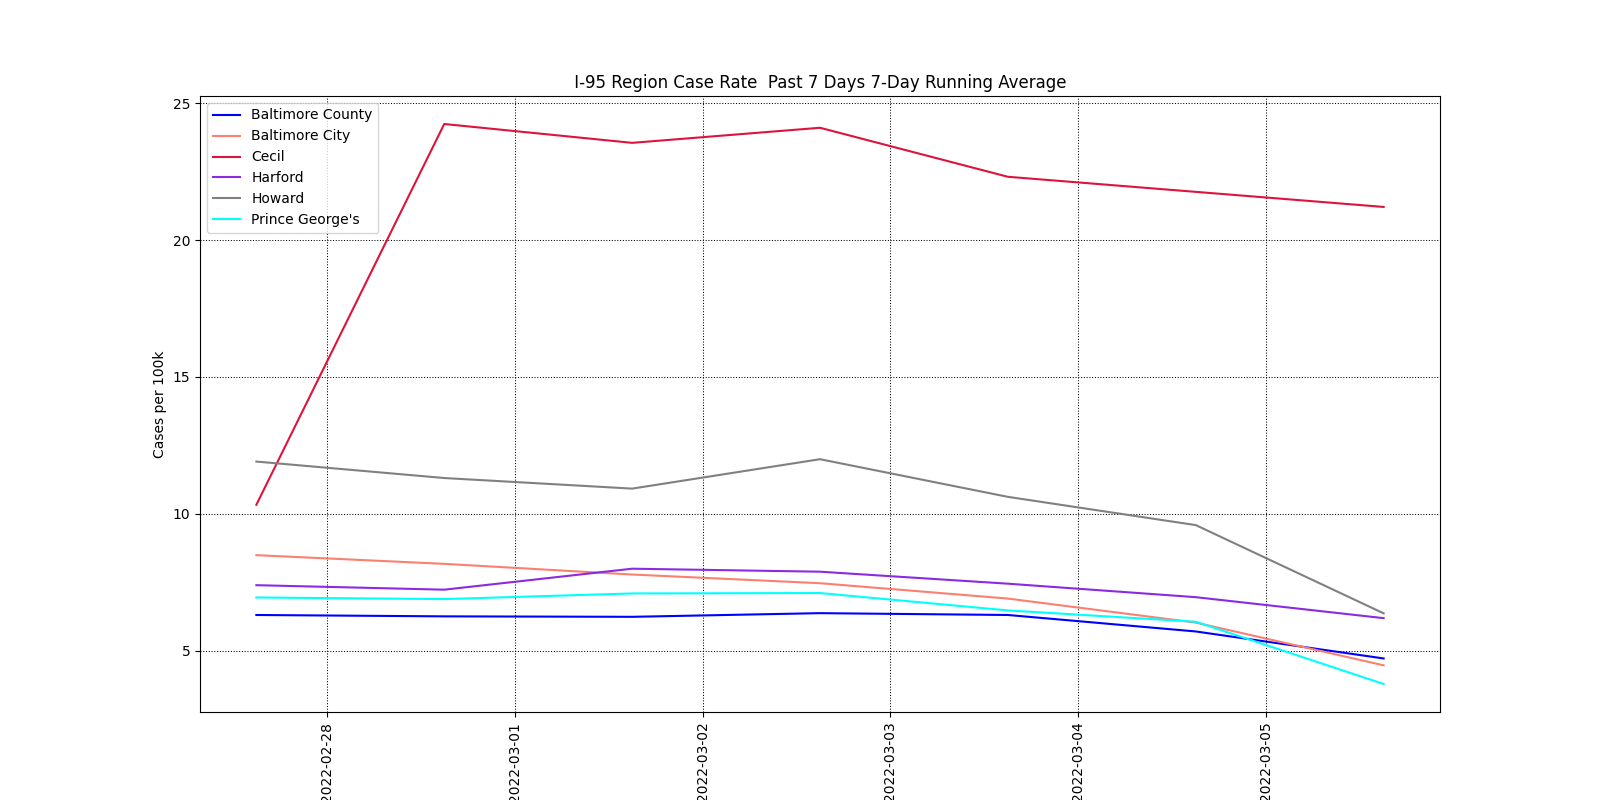 I-95 Region Case Rate  Past 7 Days 7-Day Running Average
25
20
15
10
5
Cases per 100k
Baltimore County
Baltimore City
Cecil
Harford
Howard
Prince George's
2022-02-28
2022-03-01
2022-03-02
2022-03-03
2022-03-04
2022-03-05